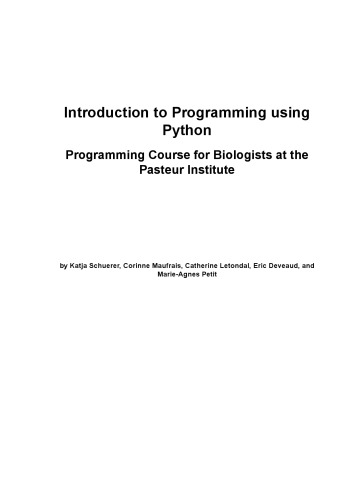 Introduction to Programming using
Python
Programming Course for Biologists at the
Pasteur Institute
by Katja Schuerer, Corinne Maufrais, Catherine Letondal, Eric Deveaud, and
Marie-Agnes Petit